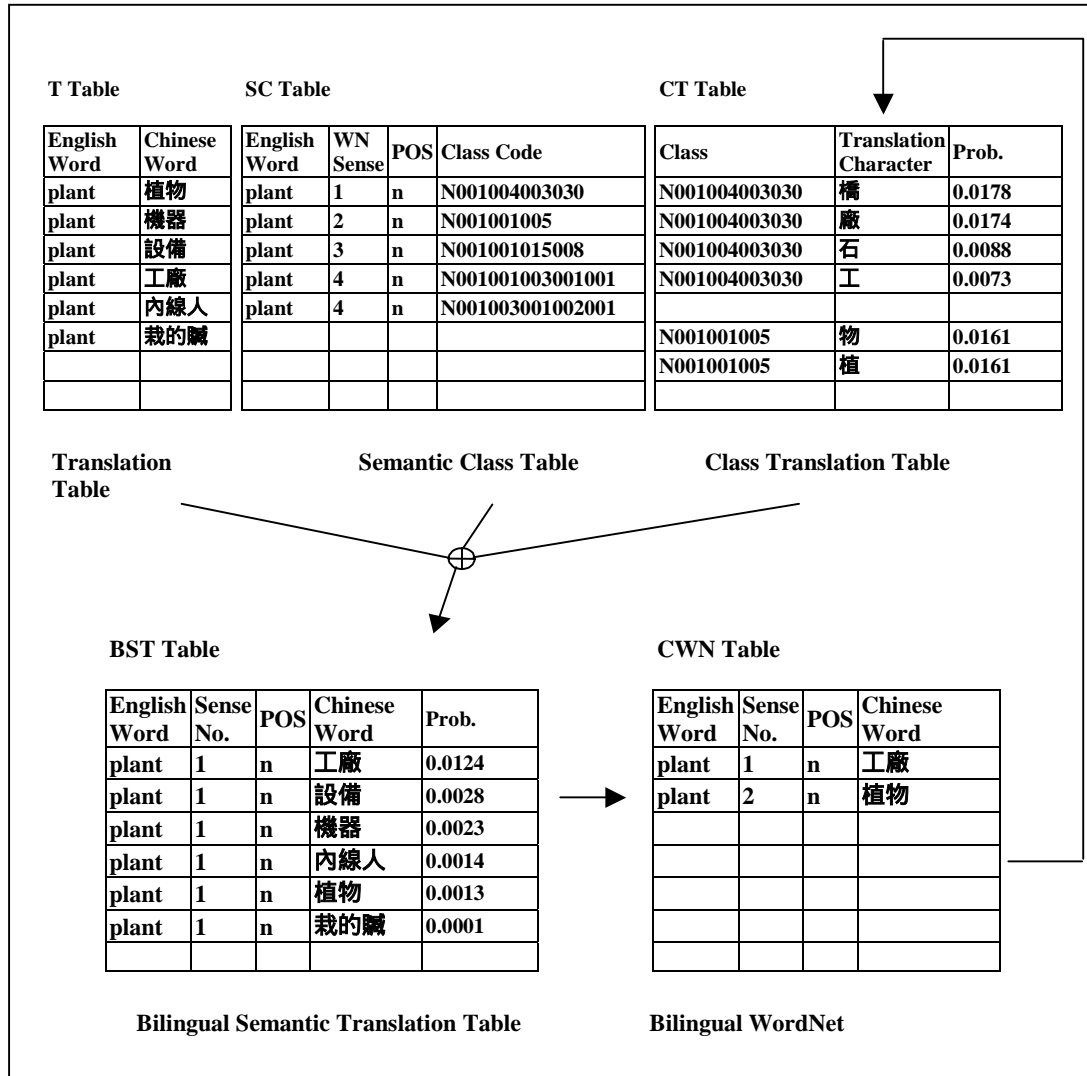 T Table
SC Table
CT Table
English Word Chinese Word
plant 植物
plant 機器
plant 設備
plant 工廠
plant 內線人
plant 栽的贓
English Word WN Sense POS Class Code
plant 1 n N001004003030
plant 2 n N001001005
plant 3 n N001001015008
plant 4 n N001001003001001
plant 4 n N001003001002001
Class Translation Character Prob.
N001004003030 橋 0.0178
N001004003030 廠 0.0174
N001004003030 石 0.0088
N001004003030 工 0.0073
N001001005 物 0.0161
N001001005 植 0.0161
Translation
Table
Semantic Class Table
Class Translation Table
BST Table
CWN Table
English Word Sense No. POS Chinese Word Prob.
plant 1 n 工廠 0.0124
plant 1 n 設備 0.0028
plant 1 n 機器 0.0023
plant 1 n 內線人 0.0014
plant 1 n 植物 0.0013
plant 1 n 栽的贓 0.0001
English Word Sense No. POS Chinese Word
plant 1 n 工廠
plant 2 n 植物
Bilingual Semantic Translation Table
Bilingual WordNet